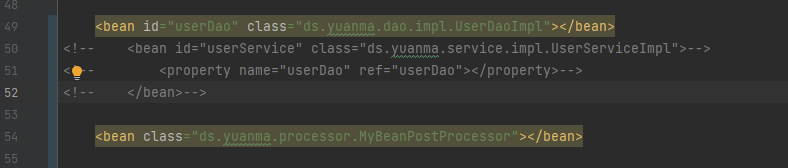 48
49 <bean id="userDao" class="ds.yuanma.dao.impl.UserDaoImpl"></bean>
50 <!--    <bean id="userService" class="ds.yuanma.service.impl.UserServiceImpl">-->
51 <!--        <property name="userDao" ref="userDao"></property>-->
52 <!--    </bean>-->
53
54 <bean class="ds.yuanma.processor.MyBeanPostProcessor"></bean>
55